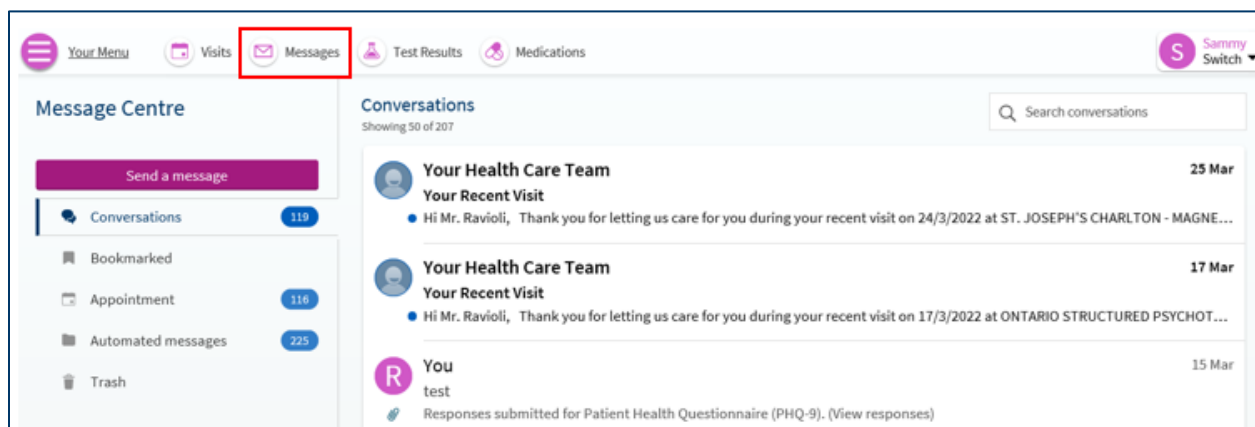 Your Menu Visits Messages Test Results Medications S Sammy
Switch
Message Centre
Send a message
Conversations 119
Bookmarked
Appointment 116
Automated messages 225
Trash
Conversations
Showing 50 of 207
Search conversations
Your Health Care Team 25 Mar
Your Recent Visit
Hi Mr. Ravioli, Thank you for letting us care for you during your recent visit on 24/3/2022 at ST. JOSEPH'S CHARLTON - MAGNE...
Your Health Care Team 17 Mar
Your Recent Visit
Hi Mr. Ravioli, Thank you for letting us care for you during your recent visit on 17/3/2022 at ONTARIO STRUCTURED PSYCHOT...
R You 15 Mar
test
Responses submitted for Patient Health Questionnaire (PHQ-9). (View responses)